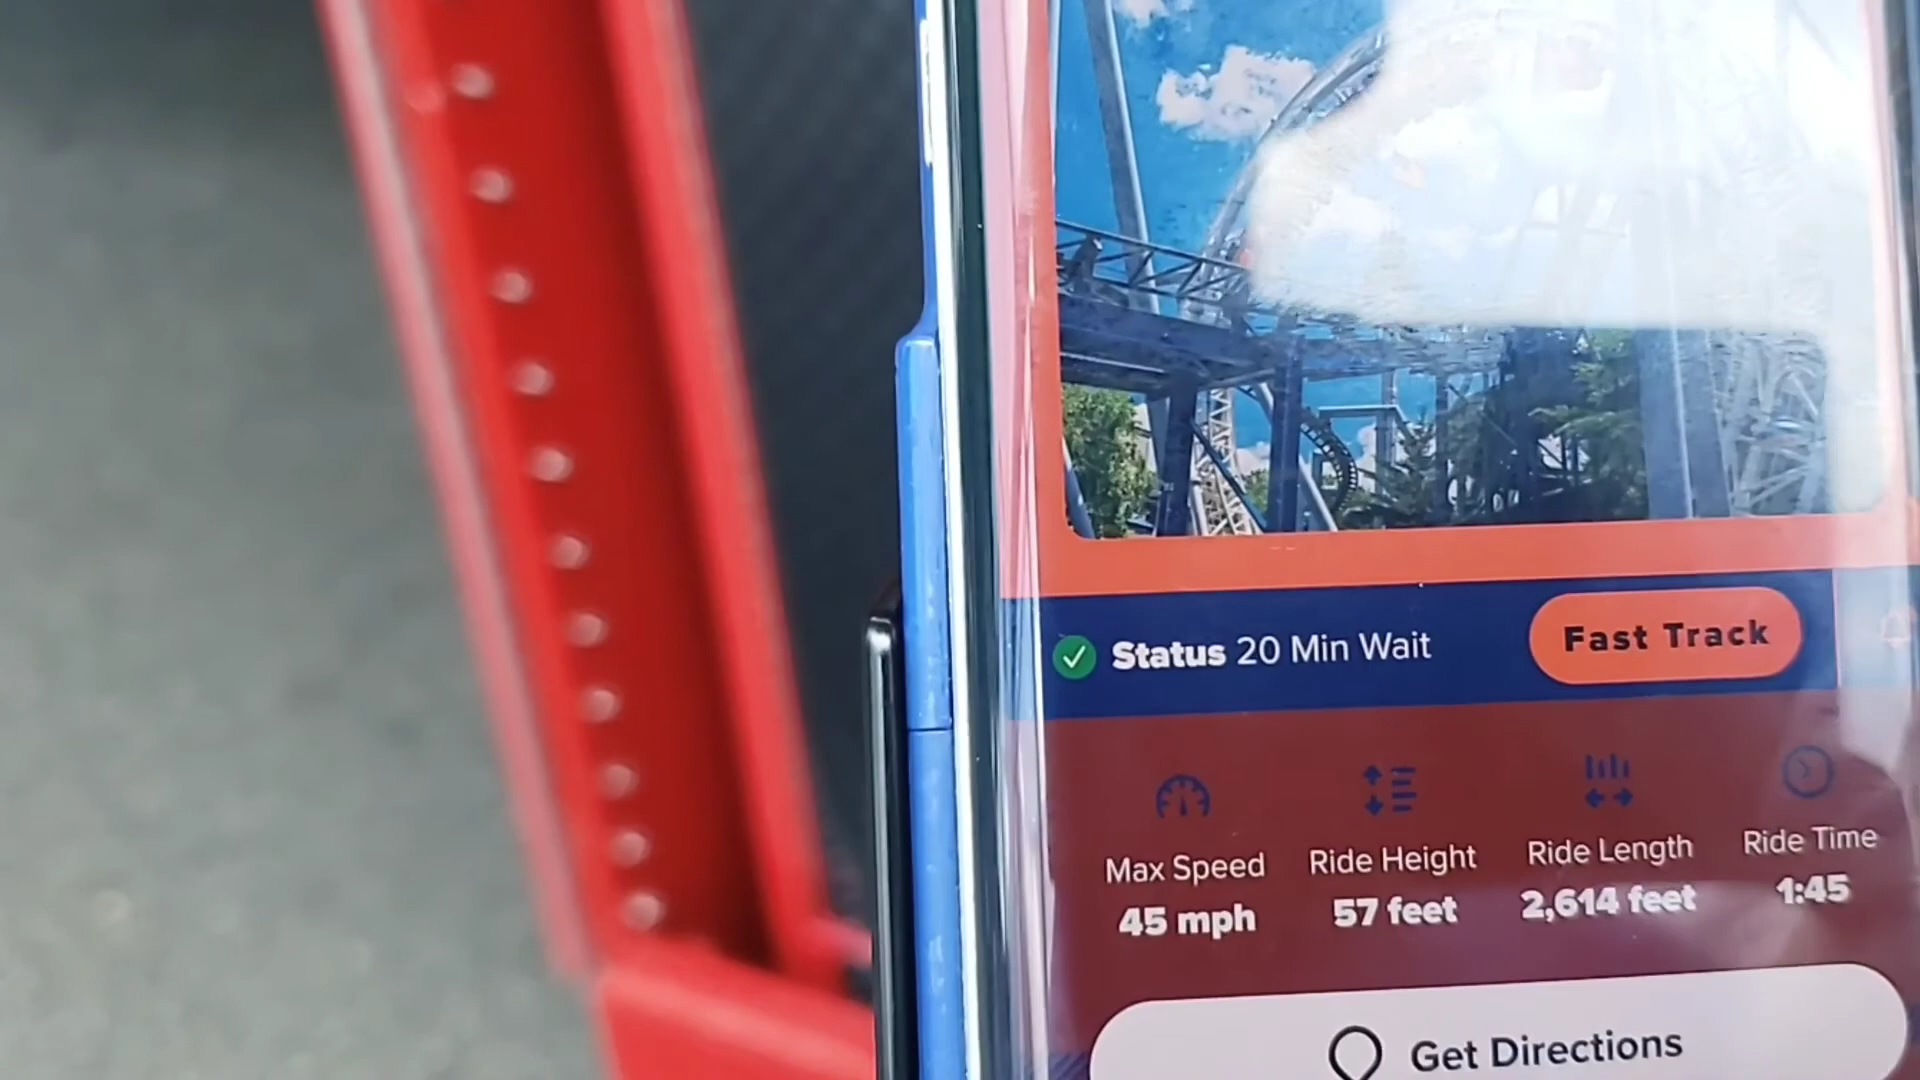 Status 20 Min Wait
Fast Track
Max Speed
45 mph
Ride Height
57 feet
Ride Length
2,614 feet
Ride Time
1:45
Get Directions